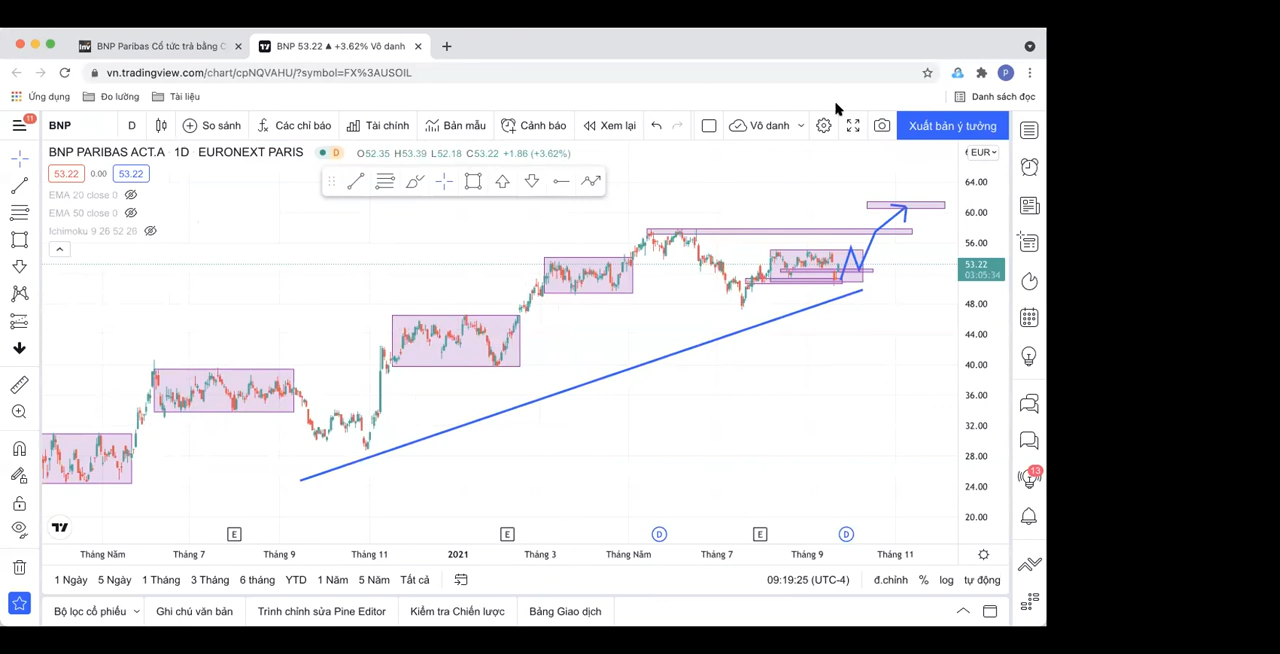 BNP Paribas Cổ tức trả bằng C
BNP 53.22 ▲ +3.62% Vô danh
vn.tradingview.com/chart/cpNQVAHU/?symbol=FX%3AUSOIL
P
Ứng dụng Đo lường Tài liệu Danh sách đọc
11
BNP D So sánh Các chỉ báo Tài chính Bản mẫu Cảnh báo Xem lại Vô danh Xuất bản ý tưởng
BNP PARIBAS ACT.A · 1D · EURONEXT PARIS D O52.35 H53.39 L52.18 C53.22 +1.86 (+3.62%)
EUR
53.22 0.00 53.22
EMA 20 close 0
EMA 50 close 0
Ichimoku 9 26 52 26
64.00
60.00
56.00
53.22
03:05:34
48.00
44.00
40.00
36.00
32.00
28.00
24.00
20.00
13
E E D E D
Tháng Năm Tháng 7 Tháng 9 Tháng 11 2021 Tháng 3 Tháng Năm Tháng 7 Tháng 9 Tháng 11
1 Ngày 5 Ngày 1 Tháng 3 Tháng 6 tháng YTD 1 Năm 5 Năm Tất cả 09:19:25 (UTC-4) đ.chỉnh % log tự động
Bộ lọc cổ phiếu Ghi chú văn bản Trình chỉnh sửa Pine Editor Kiểm tra Chiến lược Bảng Giao dịch